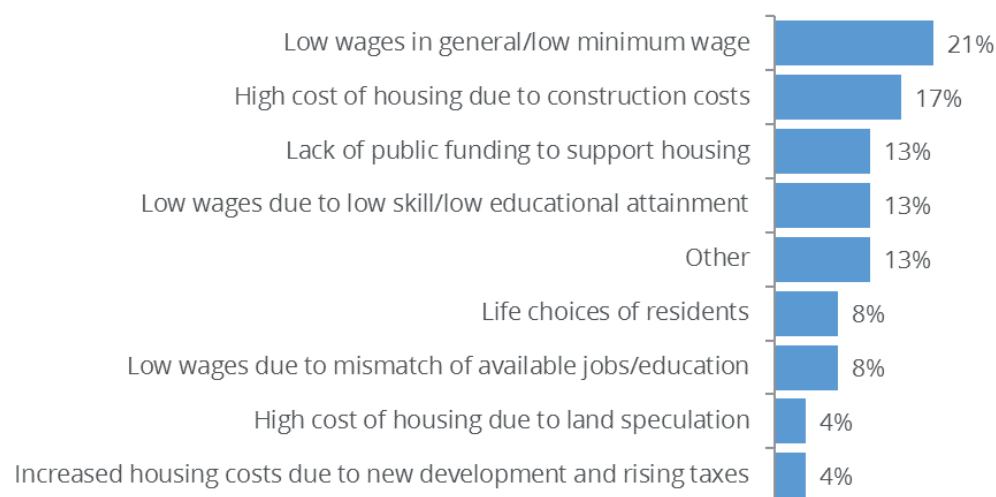 Low wages in general/low minimum wage 21%
High cost of housing due to construction costs 17%
Lack of public funding to support housing 13%
Low wages due to low skill/low educational attainment 13%
Other 13%
Life choices of residents 8%
Low wages due to mismatch of available jobs/education 8%
High cost of housing due to land speculation 4%
Increased housing costs due to new development and rising taxes 4%